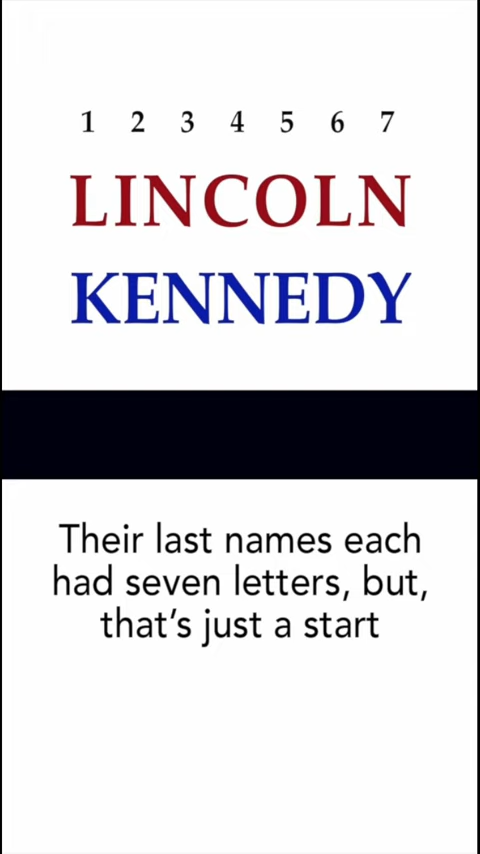 1 2 3 4 5 6 7
LINCOLN
KENNEDY
Their last names each
had seven letters, but,
that's just a start